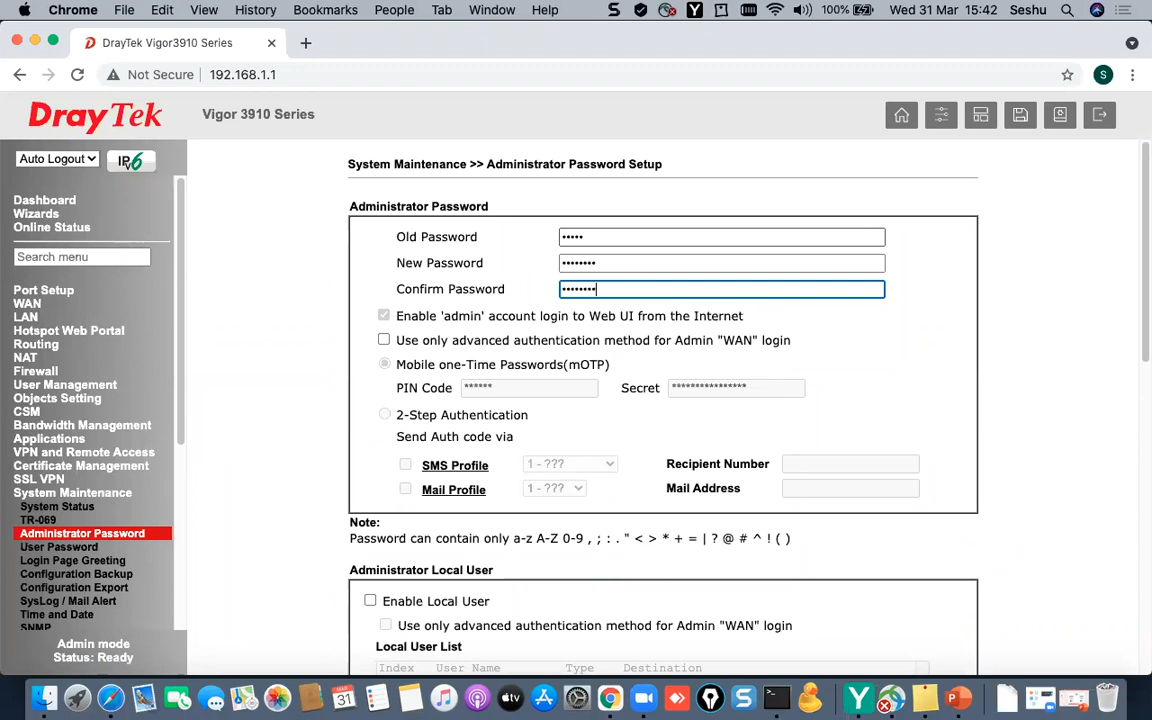 Chrome File Edit View History Bookmarks People Tab Window Help 100% Wed 31 Mar 15:42 Seshu
DrayTek Vigor3910 Series
Not Secure 192.168.1.1 S
DrayTek Vigor 3910 Series
Auto Logout IPv6
Dashboard
Wizards
Online Status
Search menu
Port Setup
WAN
LAN
Hotspot Web Portal
Routing
NAT
Firewall
User Management
Objects Setting
CSM
Bandwidth Management
Applications
VPN and Remote Access
Certificate Management
SSL VPN
System Maintenance
System Status
TR-069
Administrator Password
User Password
Login Page Greeting
Configuration Backup
Configuration Export
SysLog / Mail Alert
Time and Date
SNMP
Admin mode
Status: Ready
System Maintenance >> Administrator Password Setup
Administrator Password
Old Password •••••
New Password ••••••••
Confirm Password ••••••••
Enable 'admin' account login to Web UI from the Internet
Use only advanced authentication method for Admin "WAN" login
Mobile one-Time Passwords(mOTP)
PIN Code ****** Secret ***************
2-Step Authentication
Send Auth code via
SMS Profile 1 - ??? Recipient Number
Mail Profile 1 - ??? Mail Address
Note:
Password can contain only a-z A-Z 0-9 , ; : . " < > * + = | ? @ # ^ ! ( )
Administrator Local User
Enable Local User
Use only advanced authentication method for Admin "WAN" login
Local User List
Index User Name Type Destination